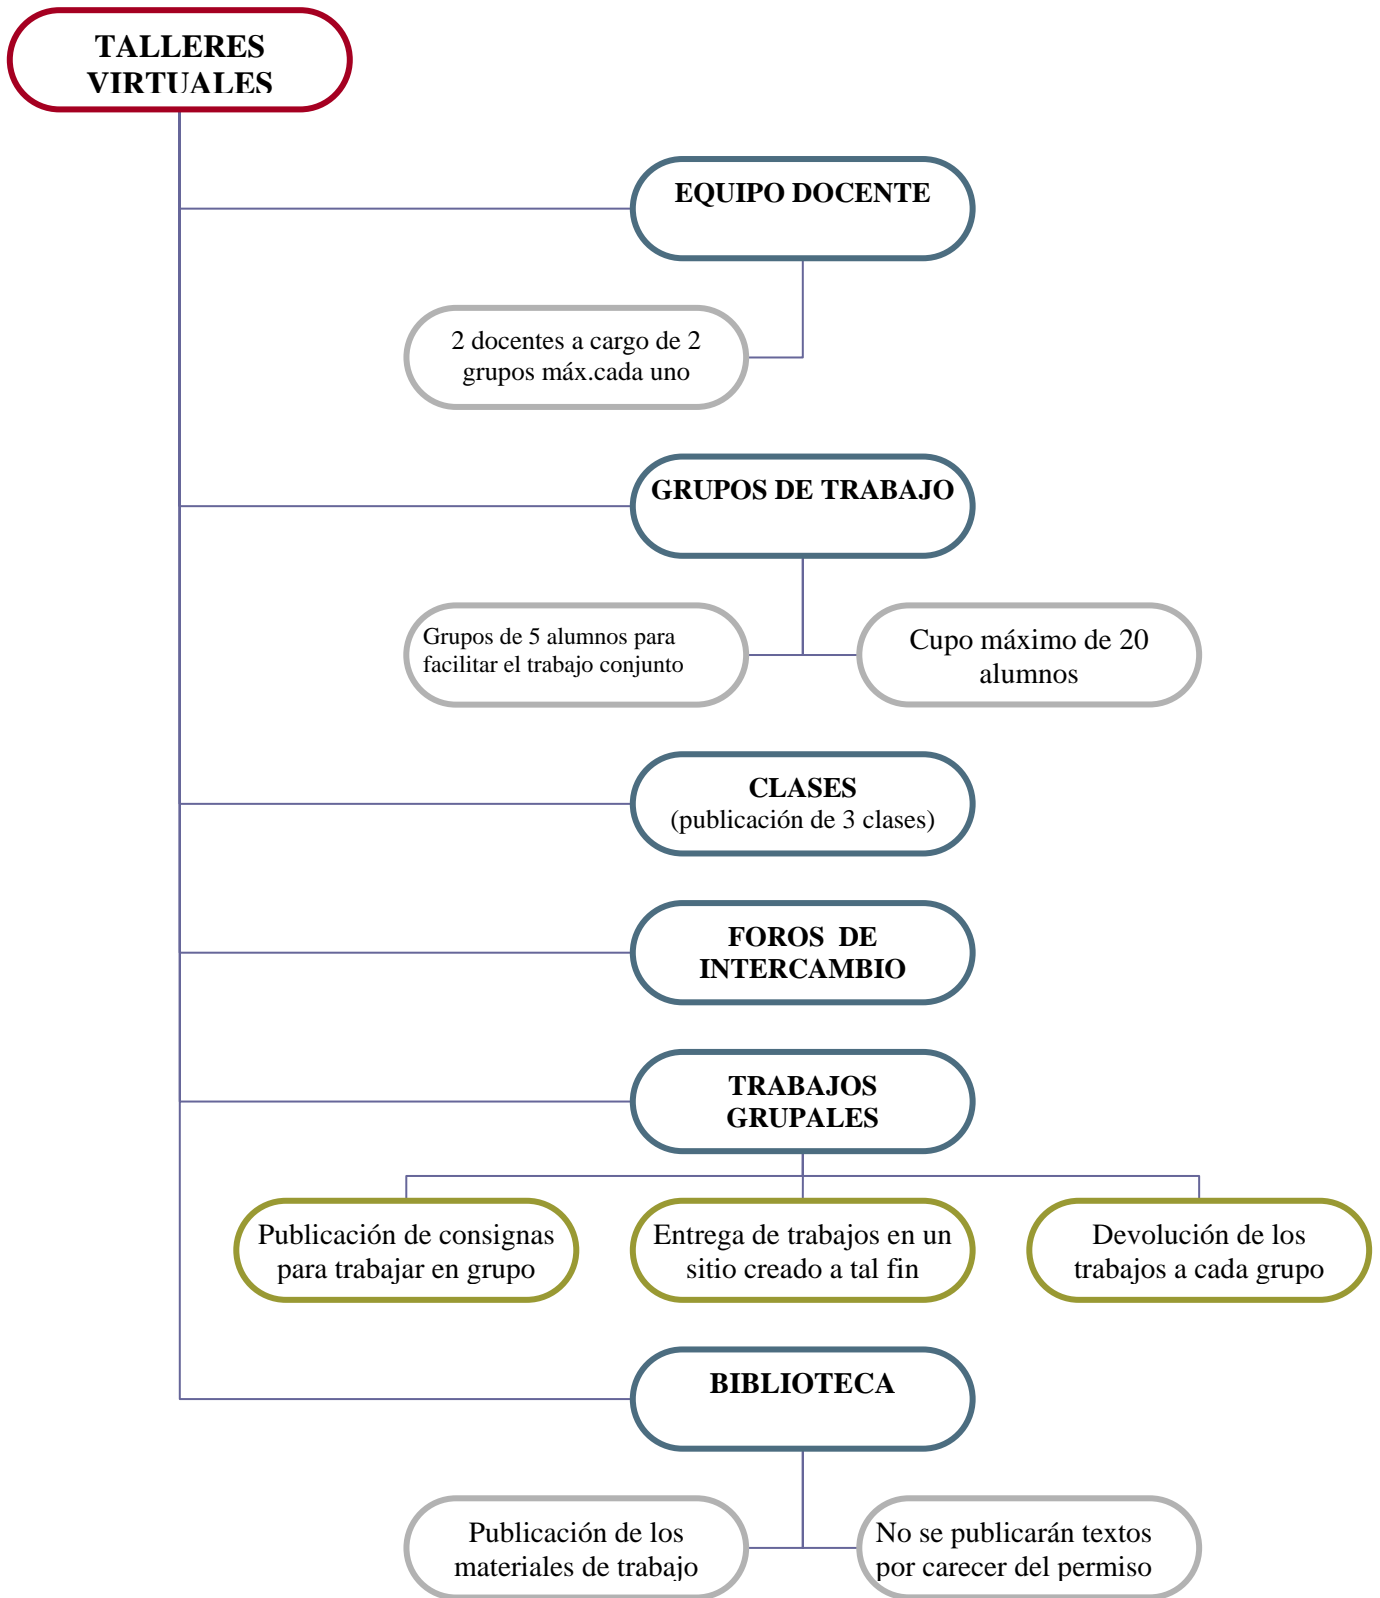 TALLERES
VIRTUALES
EQUIPO DOCENTE
2 docentes a cargo de 2
grupos máx.cada uno
GRUPOS DE TRABAJO
Grupos de 5 alumnos para
facilitar el trabajo conjunto
Cupo máximo de 20
alumnos
CLASES
(publicación de 3 clases)
FOROS DE
INTERCAMBIO
TRABAJOS
GRUPALES
Publicación de consignas
para trabajar en grupo
Entrega de trabajos en un
sitio creado a tal fin
Devolución de los
trabajos a cada grupo
BIBLIOTECA
Publicación de los
materiales de trabajo
No se publicarán textos
por carecer del permiso